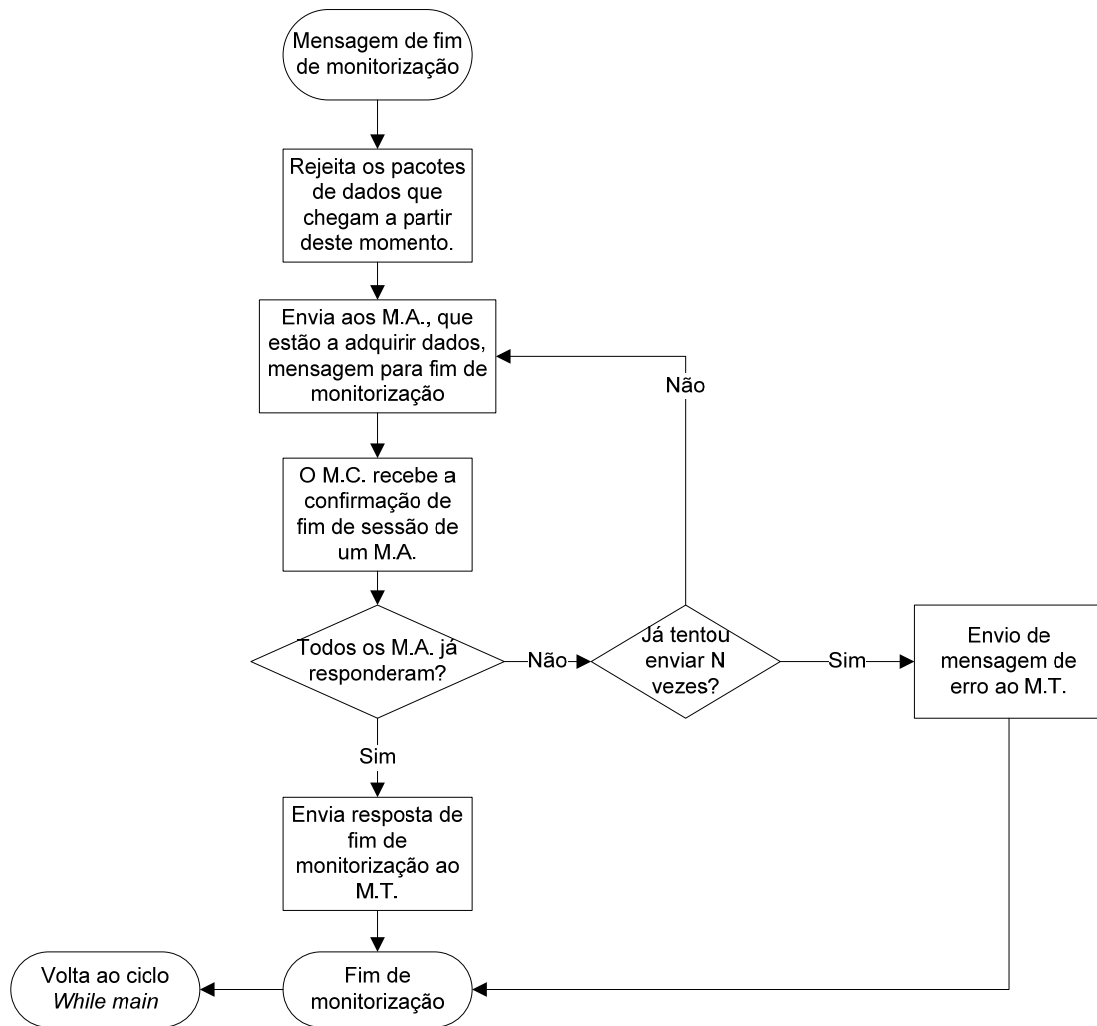 Mensagem de fim
de monitorização
Rejeita os pacotes
de dados que
chegam a partir
deste momento.
Envia aos M.A., que
estão a adquirir dados,
mensagem para fim de
monitorização
Não
O M.C. recebe a
confirmação de
fim de sessão de
um M.A.
Todos os M.A. já
responderam?
Não
Já tentou
enviar N
vezes?
Sim
Envio de
mensagem de
erro ao M.T.
Sim
Envia resposta de
fim de
monitorização ao
M.T.
Volta ao ciclo
While main
Fim de
monitorização